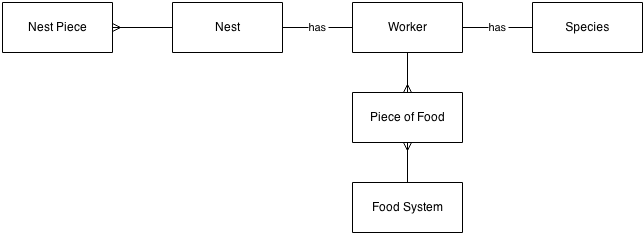 Nest Piece
Nest
has
Worker
has
Species
Piece of Food
Food System